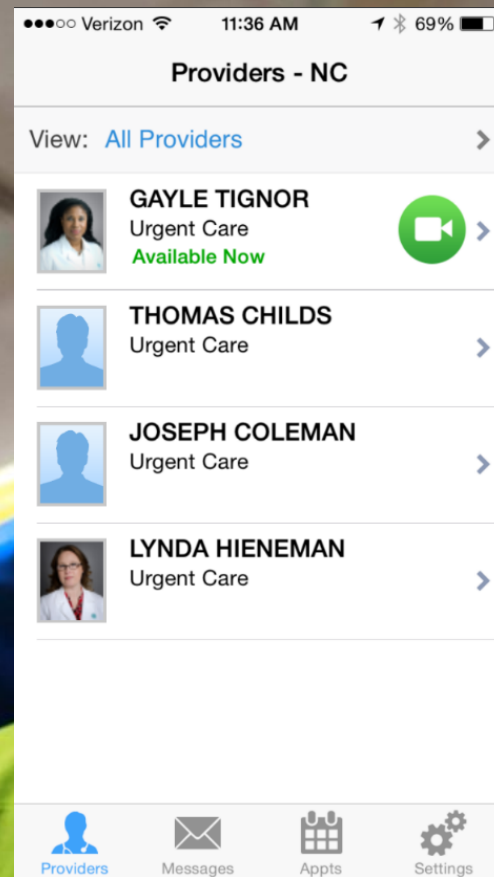 Verizon 11:36 AM 69%
Providers - NC
View: All Providers
GAYLE TIGNOR
Urgent Care
Available Now
THOMAS CHILDS
Urgent Care
JOSEPH COLEMAN
Urgent Care
LYNDA HIENEMAN
Urgent Care
Providers Messages Appts Settings